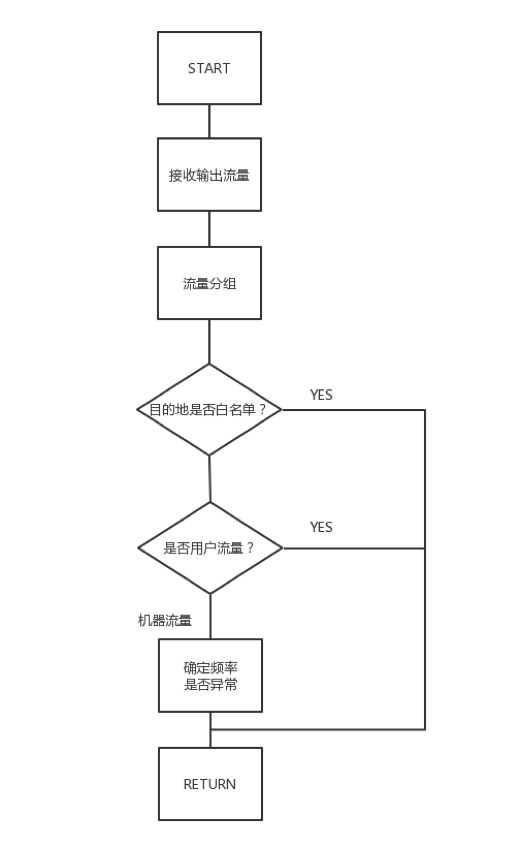 START
接收输出流量
流量分组
目的地是否白名单？
YES
是否用户流量？
YES
机器流量
确定频率
是否异常
RETURN